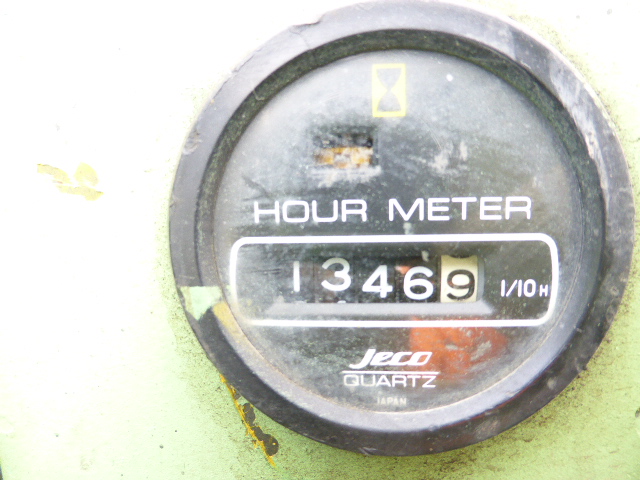 HOUR METER
13469 1/10H
Jeco
QUARTZ
JAPAN